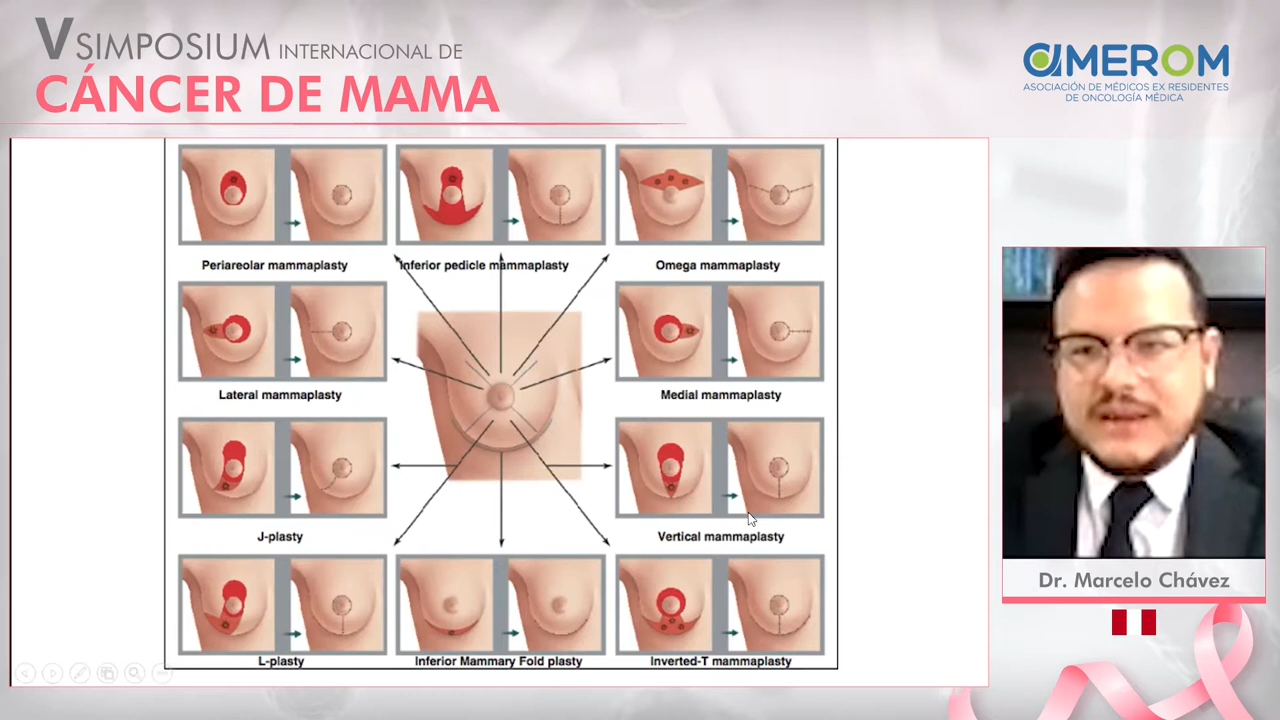 V SIMPOSIUM INTERNACIONAL DE
CÁNCER DE MAMA
AMEROM
ASOCIACIÓN DE MÉDICOS EX RESIDENTES
DE ONCOLOGÍA MÉDICA
Periareolar mammaplasty
Inferior pedicle mammaplasty
Omega mammaplasty
Lateral mammaplasty
Medial mammaplasty
J-plasty
Vertical mammaplasty
L-plasty
Inferior Mammary Fold plasty
Inverted-T mammaplasty
Dr. Marcelo Chávez